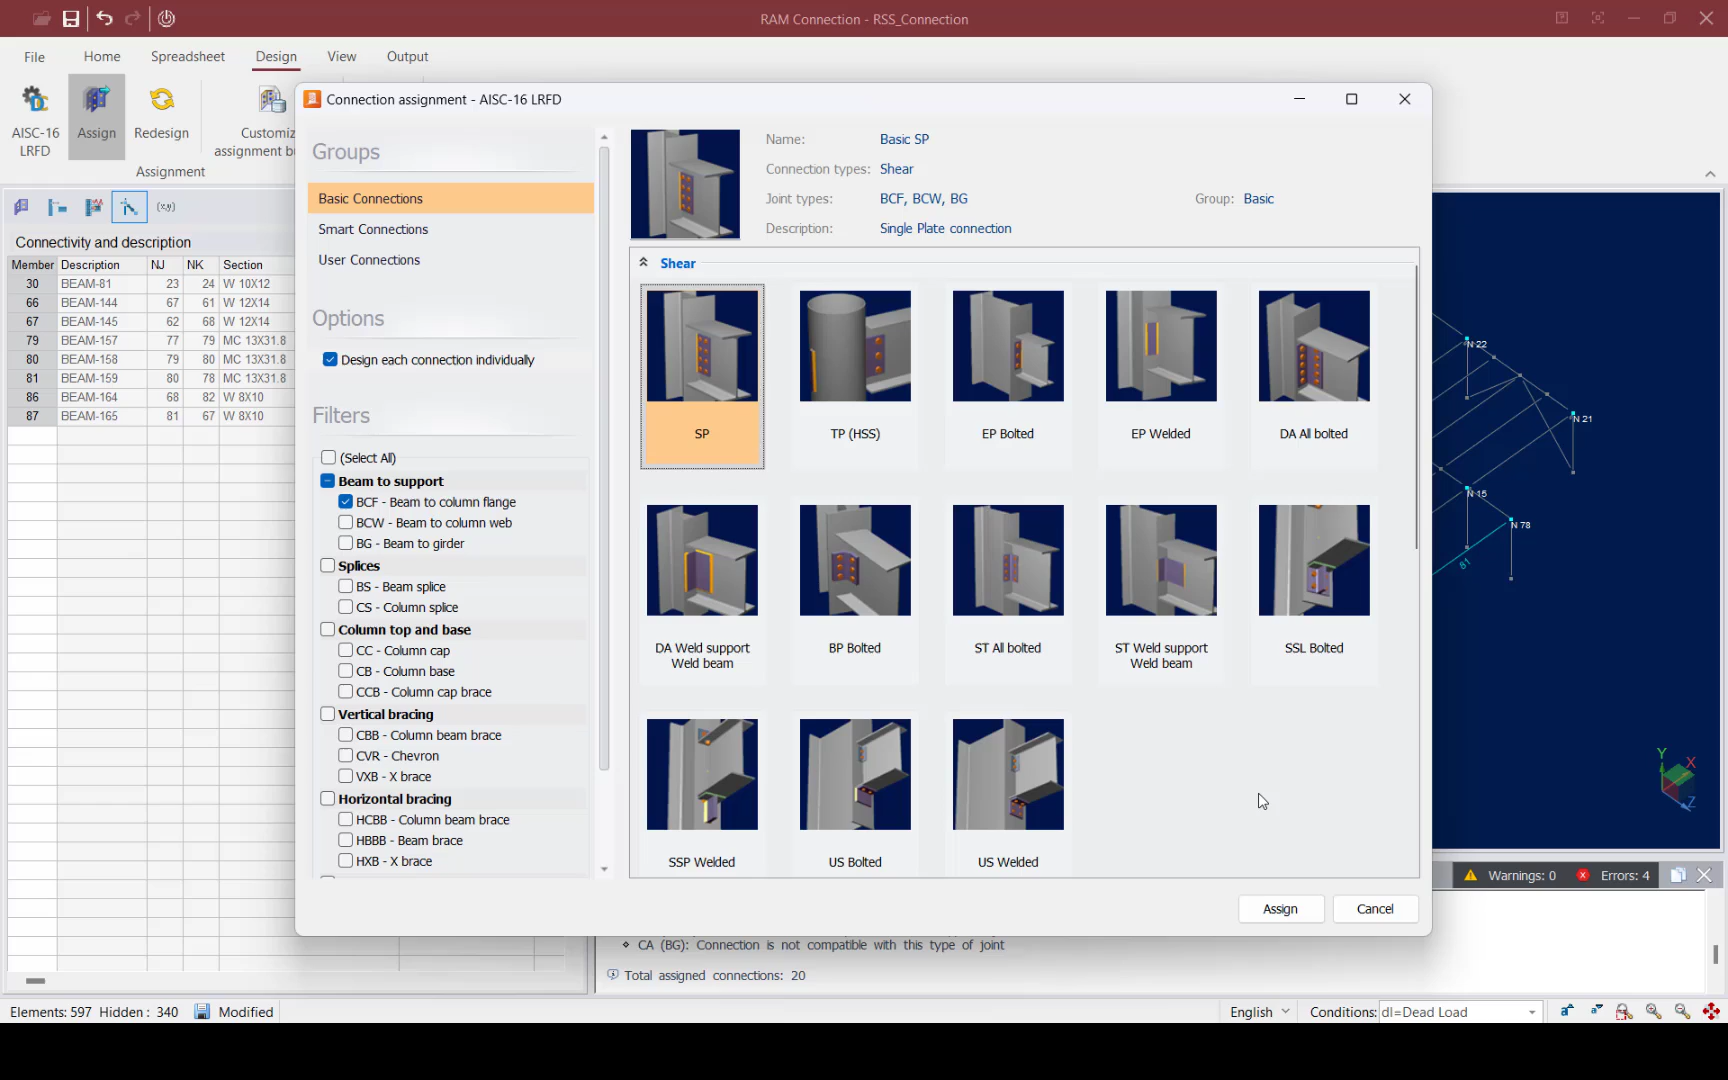 RAM Connection - RSS_Connection
File
Home
Spreadsheet
Design
View
Output
AISC-16
LRFD
Assign
Redesign
Customiz
assignment bu
Assignment
(x,y)
Connectivity and description
Member Description NJ NK Section
30 BEAM-81 23 24 W 10X12
66 BEAM-144 67 61 W 12X14
67 BEAM-145 62 68 W 12X14
79 BEAM-157 77 79 MC 13X31.8
80 BEAM-158 79 80 MC 13X31.8
81 BEAM-159 80 78 MC 13X31.8
86 BEAM-164 68 82 W 8X10
87 BEAM-165 81 67 W 8X10
Connection assignment - AISC-16 LRFD
Groups
Basic Connections
Smart Connections
User Connections
Options
Design each connection individually
Filters
(Select All)
Beam to support
BCF - Beam to column flange
BCW - Beam to column web
BG - Beam to girder
Splices
BS - Beam splice
CS - Column splice
Column top and base
CC - Column cap
CB - Column base
CCB - Column cap brace
Vertical bracing
CBB - Column beam brace
CVR - Chevron
VXB - X brace
Horizontal bracing
HCBB - Column beam brace
HBBB - Beam brace
HXB - X brace
Name: Basic SP
Connection types: Shear
Joint types: BCF, BCW, BG Group: Basic
Description: Single Plate connection
Shear
SP
TP (HSS)
EP Bolted
EP Welded
DA All bolted
DA Weld support
Weld beam
BP Bolted
ST All bolted
ST Weld support
Weld beam
SSL Bolted
SSP Welded
US Bolted
US Welded
Assign
Cancel
N 22
N 21
N 15
N 78
81
Y
X
Z
Warnings: 0 Errors: 4
CA (BG): Connection is not compatible with this type of joint
Total assigned connections: 20
Elements: 597 Hidden : 340 Modified
English Conditions: dl=Dead Load